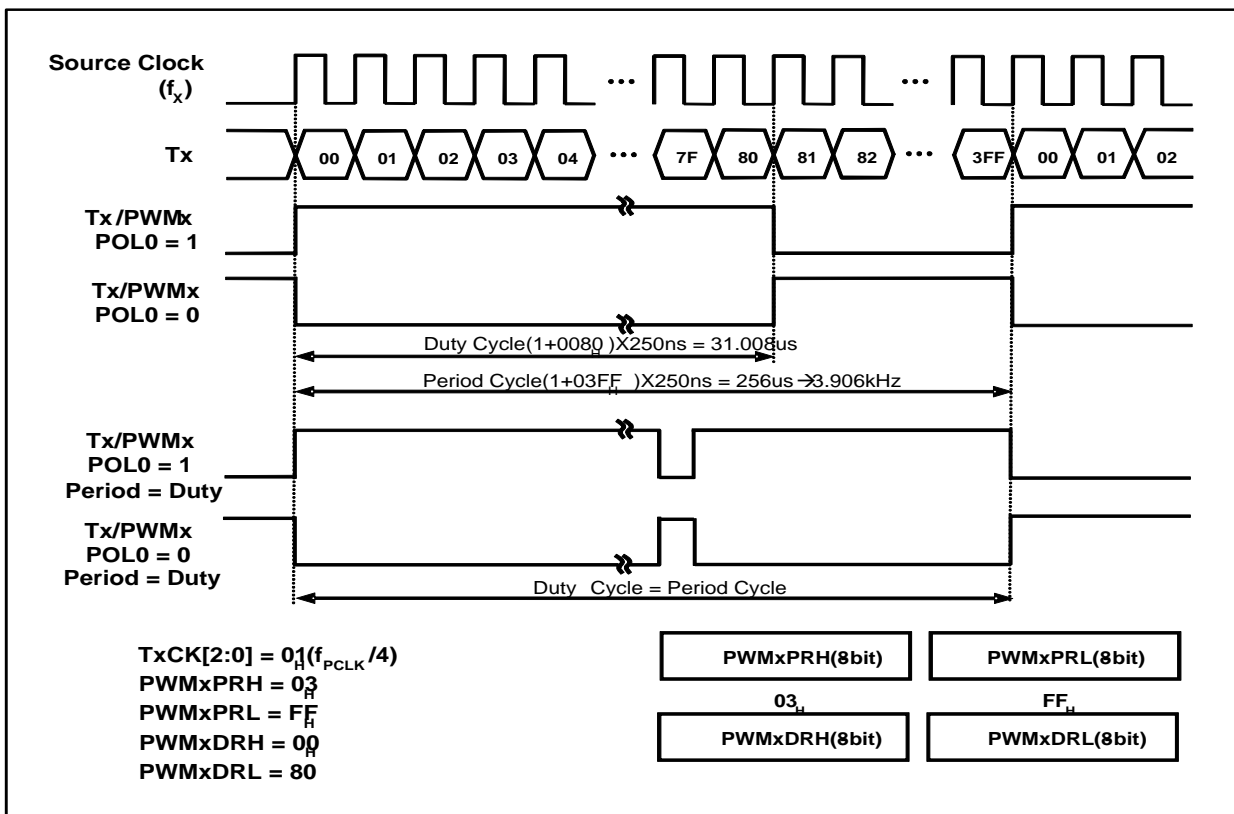 Source Clock
(fX)
Tx
00 01 02 03 04 ••• 7F 80 81 82 ••• 3FF 00 01 02
Tx/PWMx
POL0 = 1
Tx/PWMx
POL0 = 0
Duty Cycle(1+0080H)X250ns = 31.008us
Period Cycle(1+03FFH)X250ns = 256us →3.906kHz
Tx/PWMx
POL0 = 1
Period = Duty
Tx/PWMx
POL0 = 0
Period = Duty
Duty Cycle = Period Cycle
TxCK[2:0] = 01H(fPCLK/4)
PWMxPRH = 03H
PWMxPRL = FFH
PWMxDRH = 00H
PWMxDRL = 80
PWMxPRH(8bit) PWMxPRL(8bit)
03H FFH
PWMxDRH(8bit) PWMxDRL(8bit)